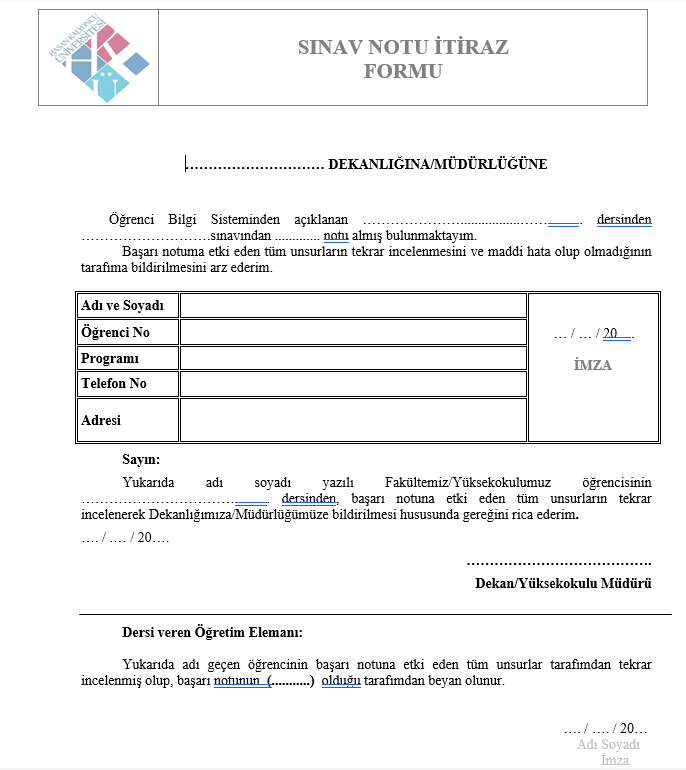 HASAN KALYONCU
ÜNİVERSİTESİ
SINAV NOTU İTİRAZ
FORMU
………………………… DEKANLIĞINA/MÜDÜRLÜĞÜNE
Öğrenci Bilgi Sisteminden açıklanan …………………...................…… dersinden
……………………….sınavından ............. notu almış bulunmaktayım.
Başarı notuma etki eden tüm unsurların tekrar incelenmesini ve maddi hata olup olmadığının
tarafıma bildirilmesini arz ederim.
Adı ve Soyadı
Öğrenci No
Programı
Telefon No
Adresi
… / … / 20….
İMZA
Sayın:
Yukarıda adı soyadı yazılı Fakültemiz/Yüksekokulumuz öğrencisinin
…………………………….…… dersinden, başarı notuna etki eden tüm unsurların tekrar
incelenerek Dekanlığımıza/Müdürlüğümüze bildirilmesi hususunda gereğini rica ederim.
…. / …. / 20….
………………………………….
Dekan/Yüksekokulu Müdürü
Dersi veren Öğretim Elemanı:
Yukarıda adı geçen öğrencinin başarı notuna etki eden tüm unsurlar tarafımdan tekrar
incelenmiş olup, başarı notunun (...........) olduğu tarafımdan beyan olunur.
…. / …. / 20…
Adı Soyadı
İmza